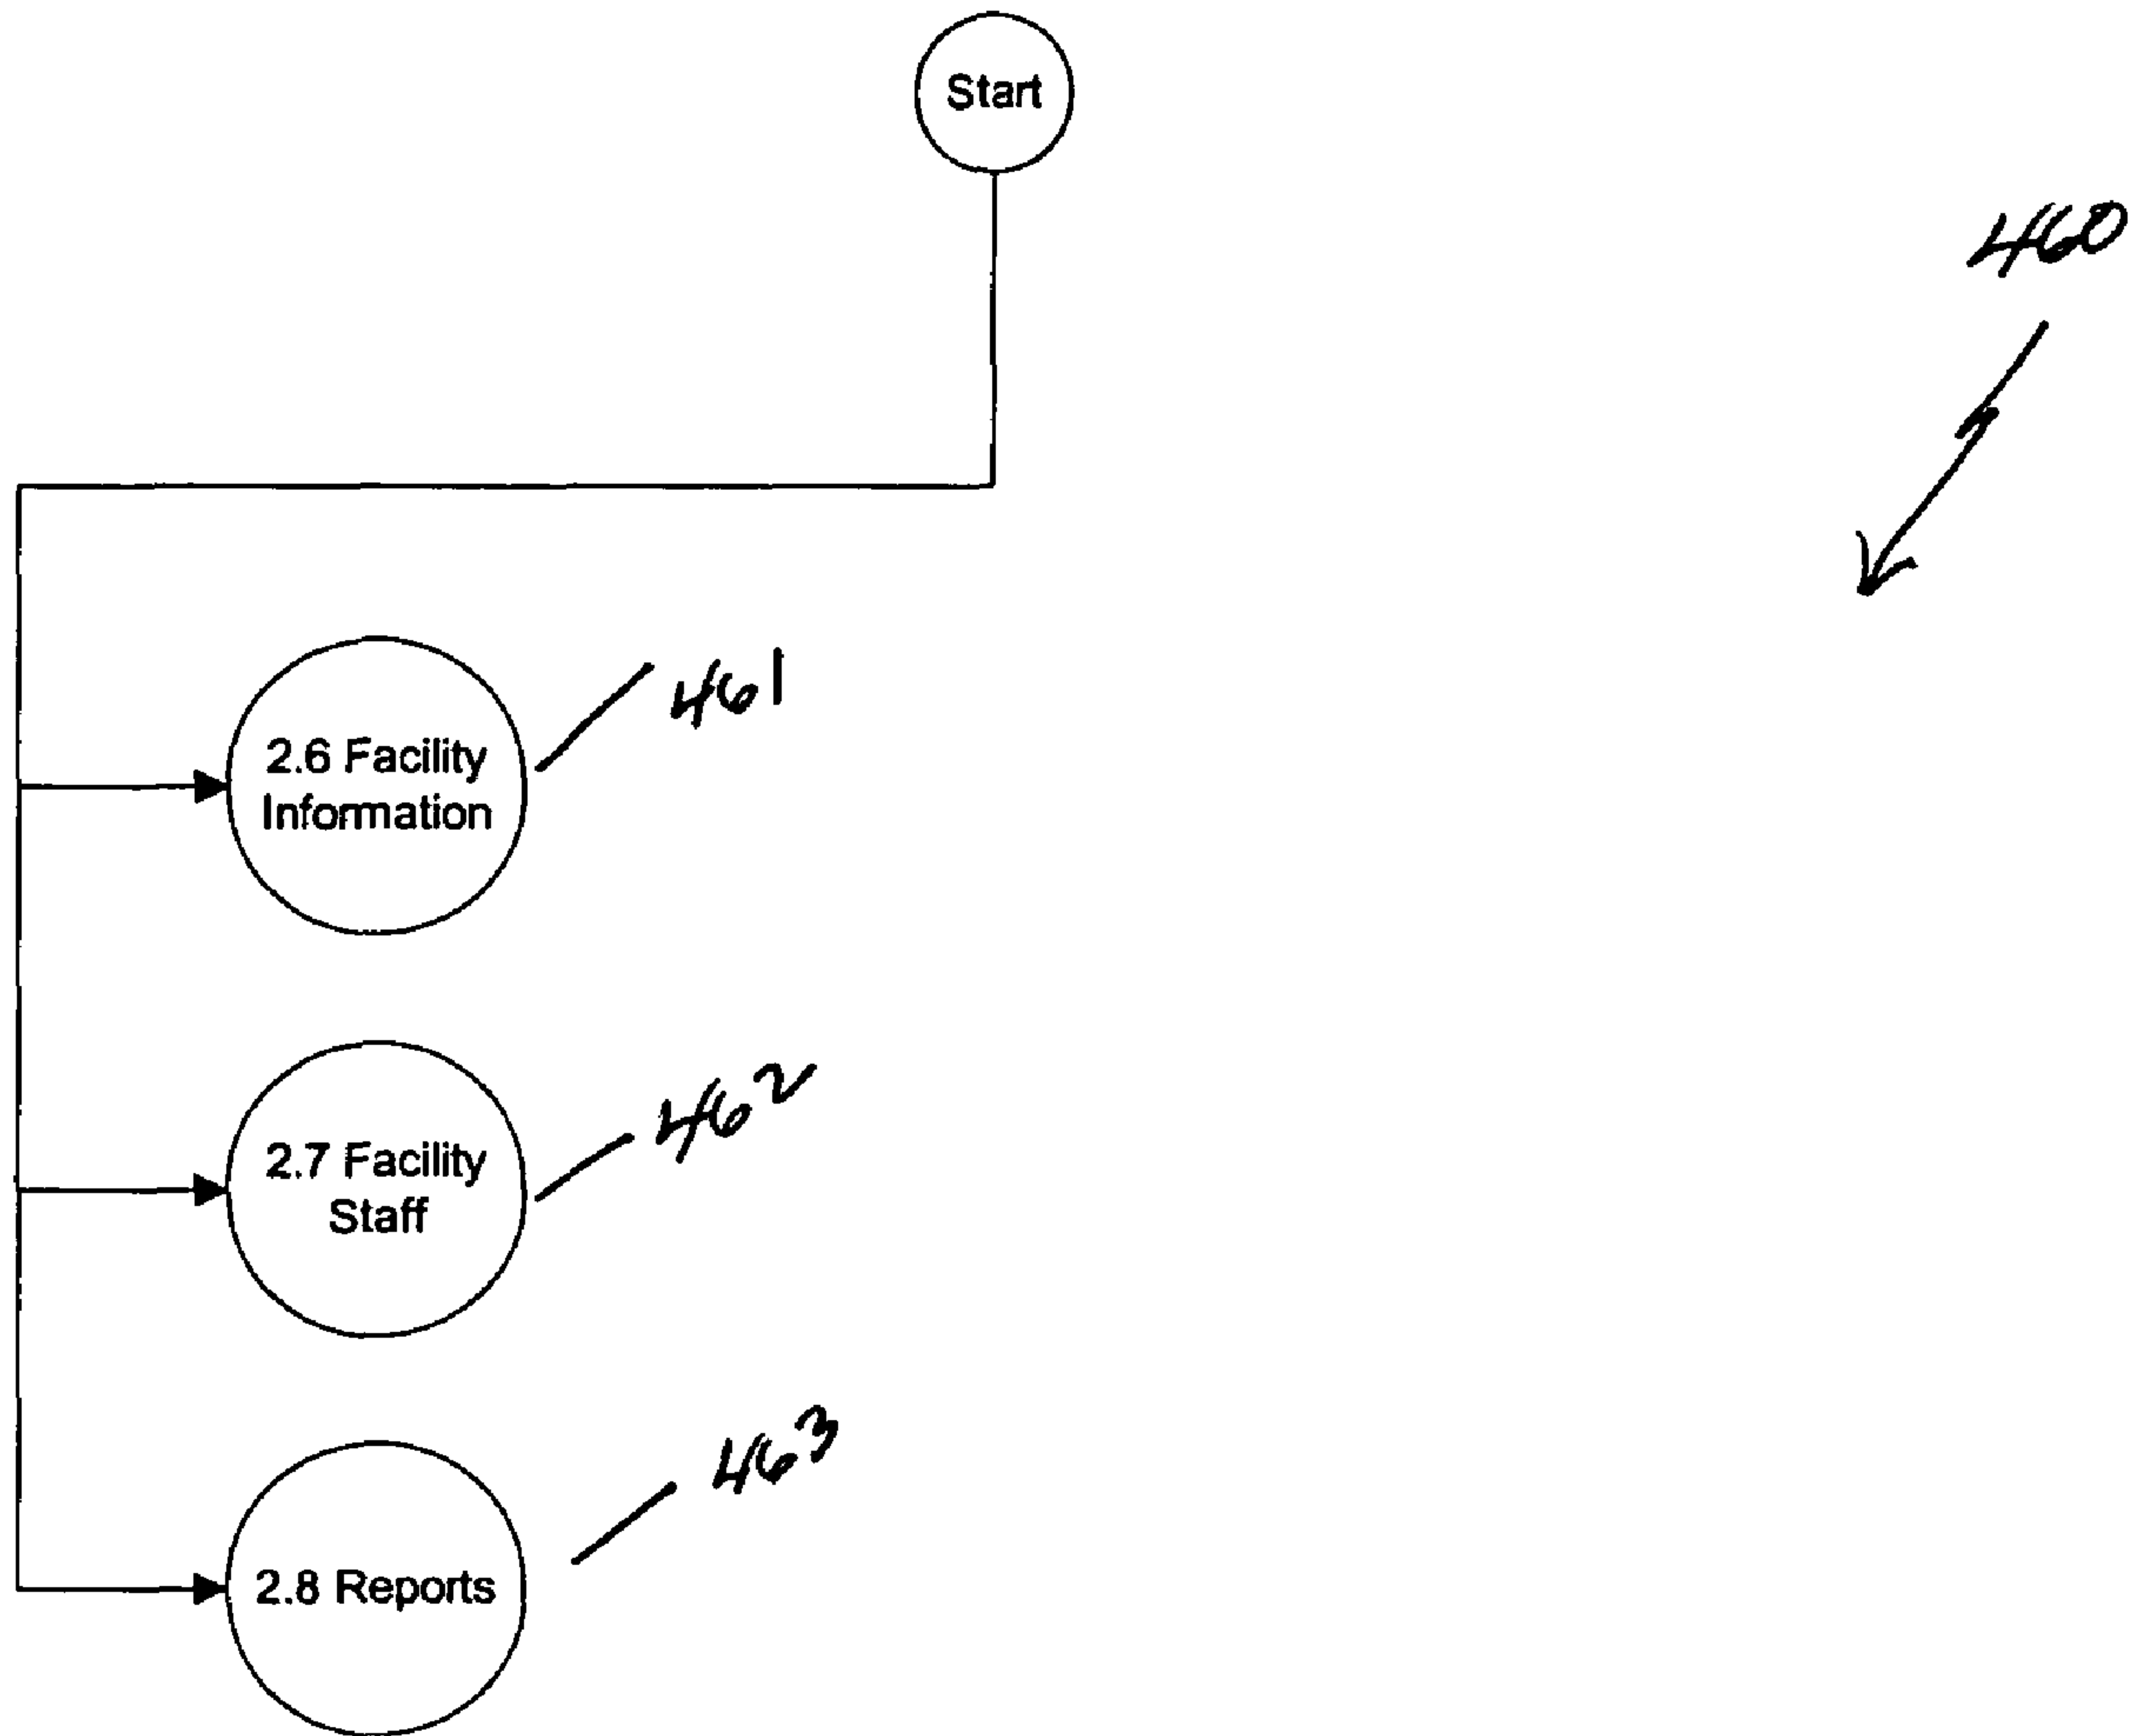 Start
460
2.6 Facility
Information
461
2.7 Facility
Staff
462
2.8 Reports
463